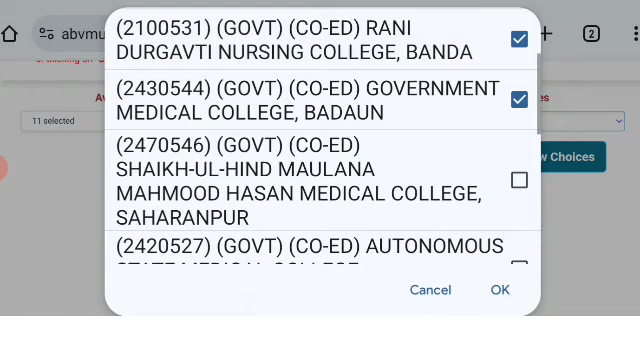 abvmu
2
11 selected
w Choices
(2100531) (GOVT) (CO-ED) RANI
DURGAVTI NURSING COLLEGE, BANDA
(2430544) (GOVT) (CO-ED) GOVERNMENT
MEDICAL COLLEGE, BADAUN
(2470546) (GOVT) (CO-ED)
SHAIKH-UL-HIND MAULANA
MAHMOOD HASAN MEDICAL COLLEGE,
SAHARANPUR
(2420527) (GOVT) (CO-ED) AUTONOMOUS
Cancel OK